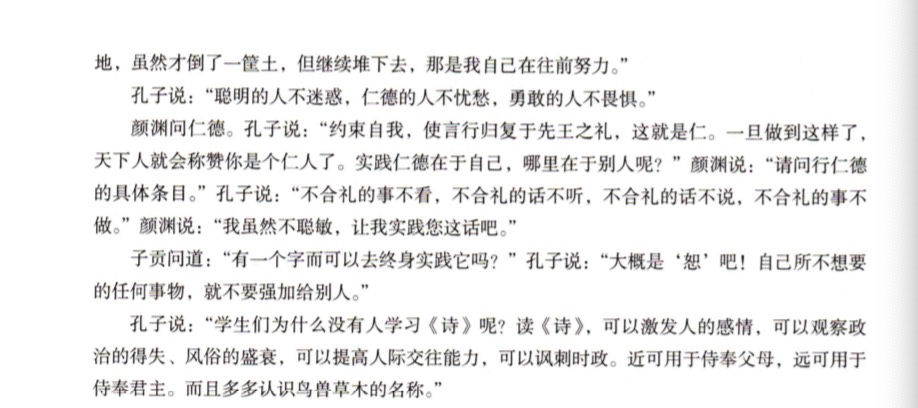 地，虽然才倒了一筐土，但继续堆下去，那是我自己在往前努力。”
孔子说：“聪明的人不迷惑，仁德的人不忧愁，勇敢的人不畏惧。”
颜渊问仁德。孔子说：“约束自我，使言行归复于先王之礼，这就是仁。一旦做到这样了，
天下人就会称赞你是个仁人了。实践仁德在于自己，哪里在于别人呢？”颜渊说：“请问行仁德
的具体条目。”孔子说：“不合礼的事不看，不合礼的话不听，不合礼的话不说，不合礼的事不
做。”颜渊说：“我虽然不聪敏，让我实践您这话吧。”
子贡问道：“有一个字而可以去终身实践它吗？”孔子说：“大概是‘恕’吧！自己所不想要
的任何事物，就不要强加给别人。”
孔子说：“学生们为什么没有人学习《诗》呢？读《诗》，可以激发人的感情，可以观察政
治的得失、风俗的盛衰，可以提高人际交往能力，可以讽刺时政。近可用于侍奉父母，远可用于
侍奉君主。而且多多认识鸟兽草木的名称。”